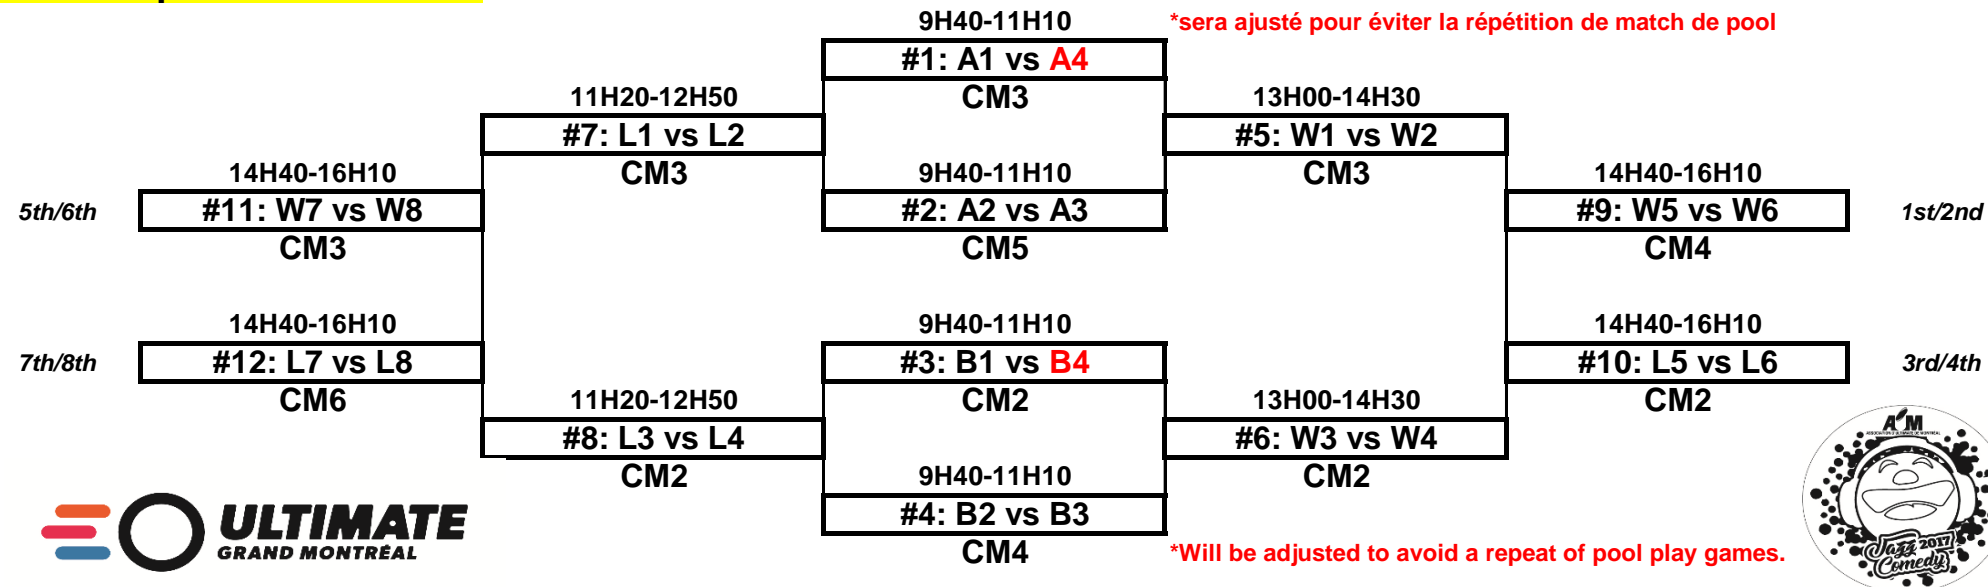 9H40-11H10
*sera ajusté pour éviter la répétition de match de pool
#1: A1 vs A4
11H20-12H50
CM3
13H00-14H30
#7: L1 vs L2
#5: W1 vs W2
14H40-16H10
CM3
9H40-11H10
CM3
14H40-16H10
5th/6th
#11: W7 vs W8
#2: A2 vs A3
#9: W5 vs W6
1st/2nd
CM3
CM5
CM4
14H40-16H10
9H40-11H10
14H40-16H10
7th/8th
#12: L7 vs L8
#3: B1 vs B4
#10: L5 vs L6
3rd/4th
CM6
11H20-12H50
CM2
13H00-14H30
CM2
#8: L3 vs L4
#6: W3 vs W4
CM2
9H40-11H10
CM2
#4: B2 vs B3
CM4
*Will be adjusted to avoid a repeat of pool play games.
ULTIMATE
GRAND MONTRÉAL
Jazz 2017
Comedy